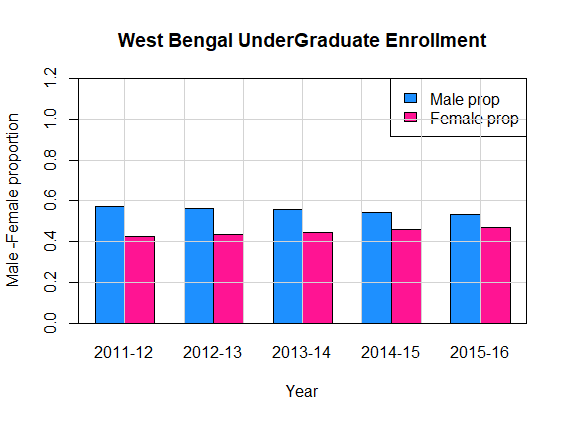 West Bengal UnderGraduate Enrollment
Male -Female proportion
1.2
1.0
0.8
0.6
0.4
0.2
0.0
Male prop
Female prop
2011-12 2012-13 2013-14 2014-15 2015-16
Year